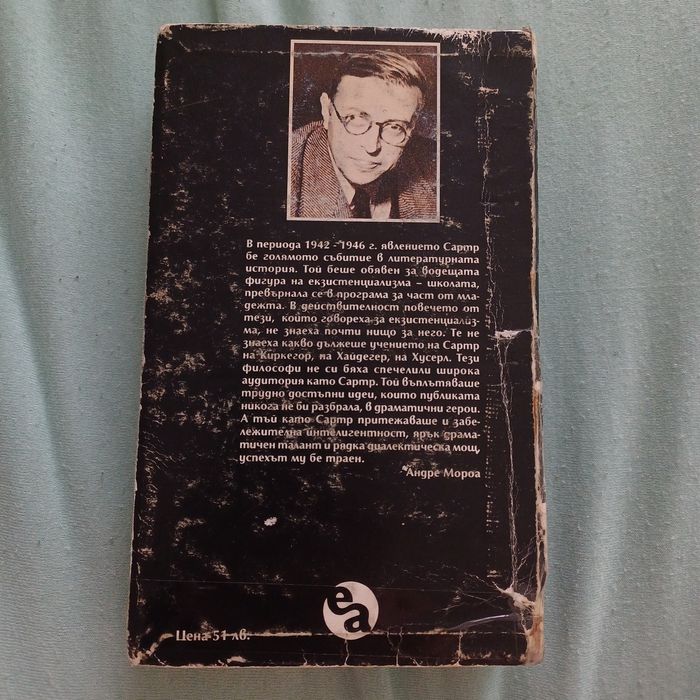 В периода 1942 - 1946 г. явлението Сартр
бе голямото събитие в литературната
история. Той беше обявен за водещата
фигура на екзистенциализма – школата,
превърнала се в програма за част от мла-
дежта. В действителност повечето от
тези, които говореха за екзистенциализ-
ма, не знаеха почти нищо за него. Те не
знаеха какво дължеше учението на Сартр
на Киркегор, на Хайдегер, на Хусерл. Тези
философи не си бяха спечелили широка
аудитория като Сартр. Той въплътяваше
трудно достъпни идеи, които публиката
никога не би разбрала, в драматични герои.
А тъй като Сартр притежаваше и забе-
лежителна интелигентност, ярък драма-
тичен талант и рядка диалектическа мощ,
успехът му бе траен.
Андре Мороа
еа
Цена 51 лв.